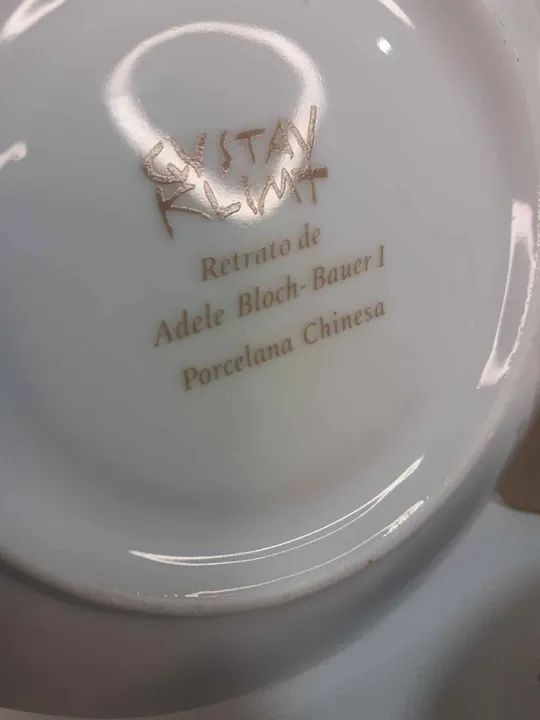 GUSTAV
KLIMT
Retrato de
Adele Bloch-Bauer I
Porcelana Chinesa